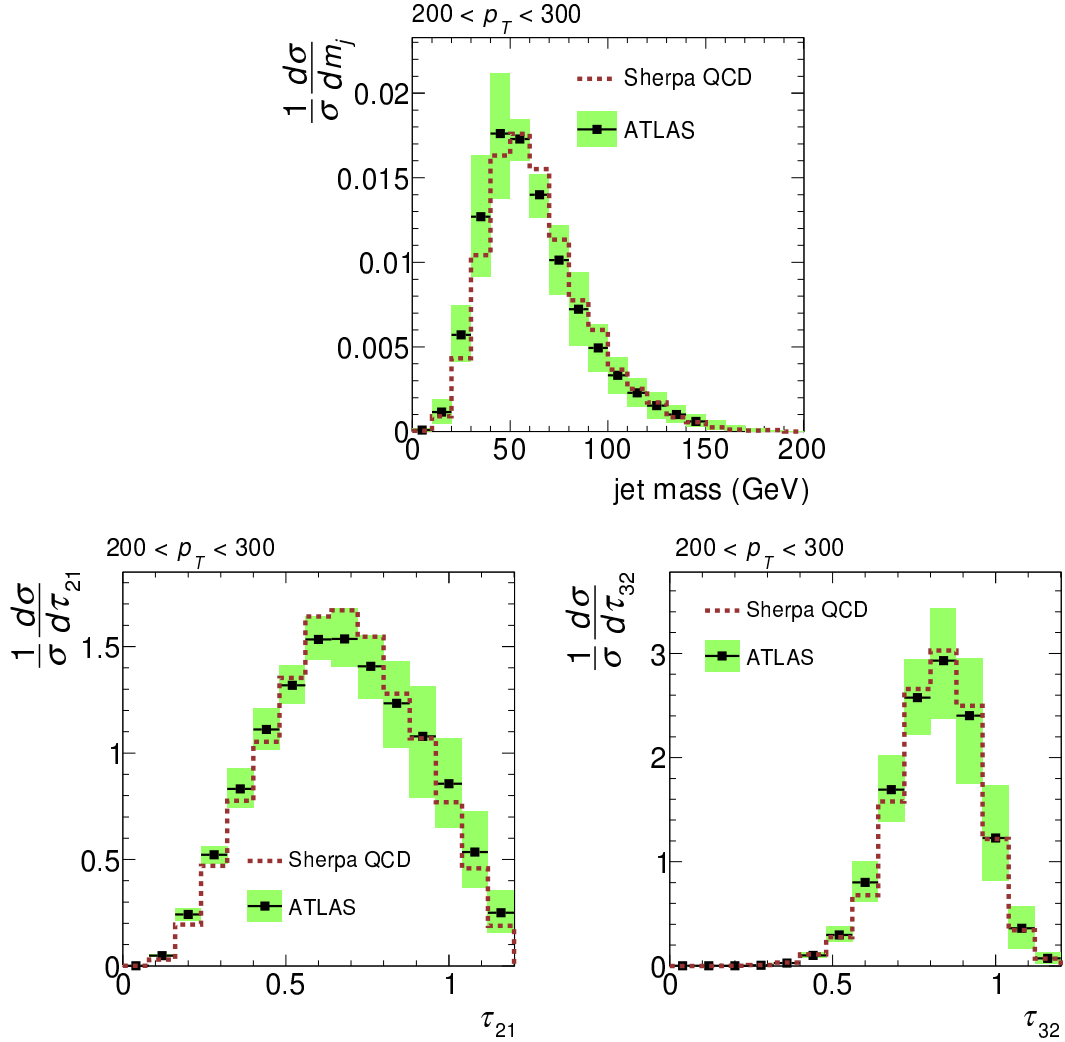 200 < p_T < 300
1/σ dσ/dm_j
Sherpa QCD
ATLAS
0.02
0.015
0.01
0.005
0
0 50 100 150 200
jet mass (GeV)
200 < p_T < 300
1/σ dσ/dτ_21
1.5
1
0.5
0
Sherpa QCD
ATLAS
0 0.5 1
τ_21
200 < p_T < 300
1/σ dσ/dτ_32
Sherpa QCD
ATLAS
3
2
1
0
0 0.5 1
τ_32